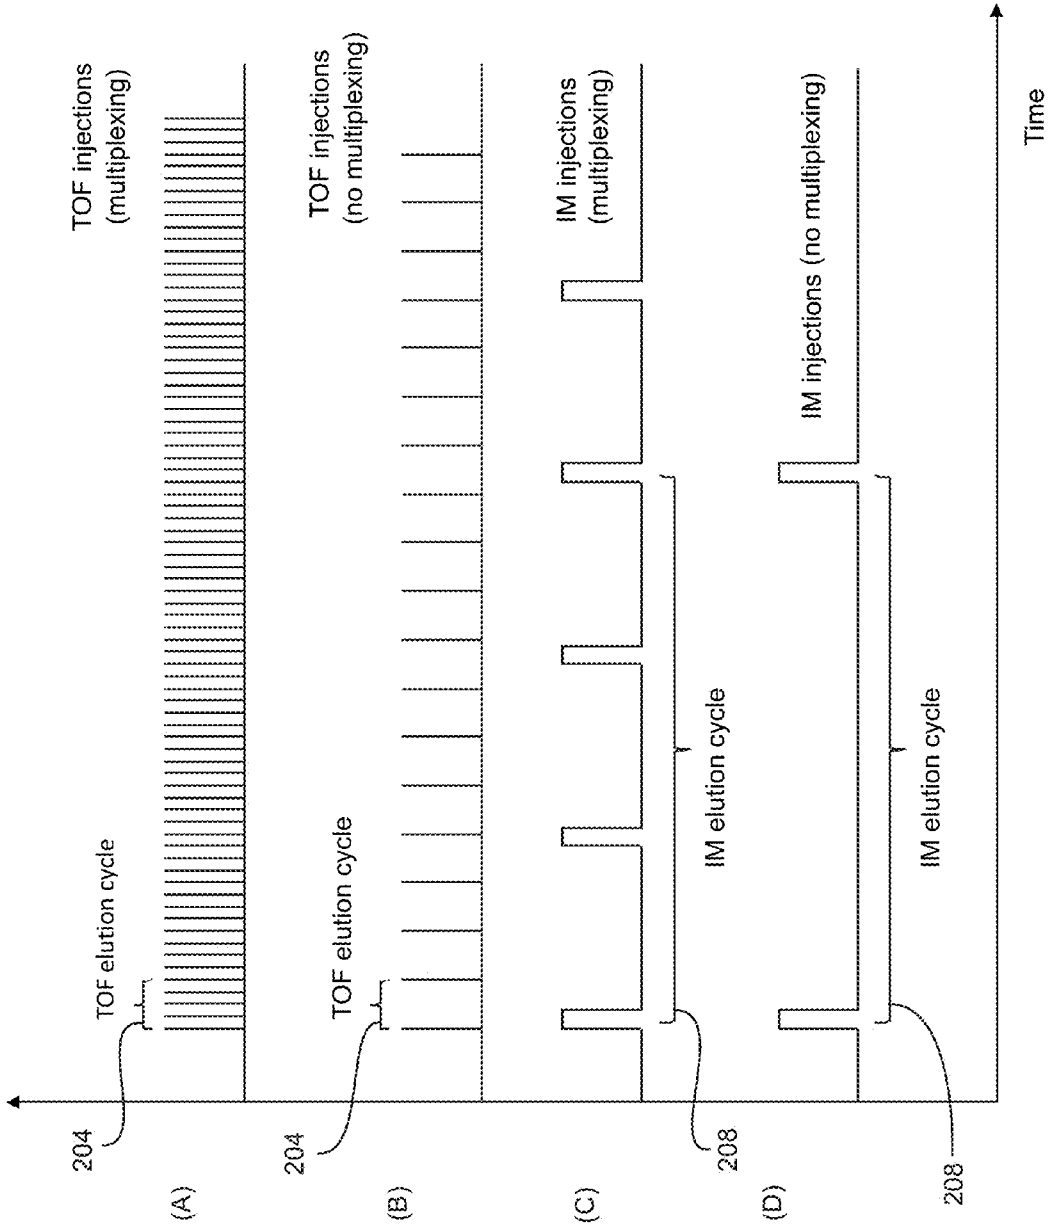 (A)
204
TOF elution cycle
TOF injections
(multiplexing)
(B)
204
TOF elution cycle
TOF injections
(no multiplexing)
(C)
IM injections
(multiplexing)
208
IM elution cycle
(D)
IM injections (no multiplexing)
208
IM elution cycle
Time